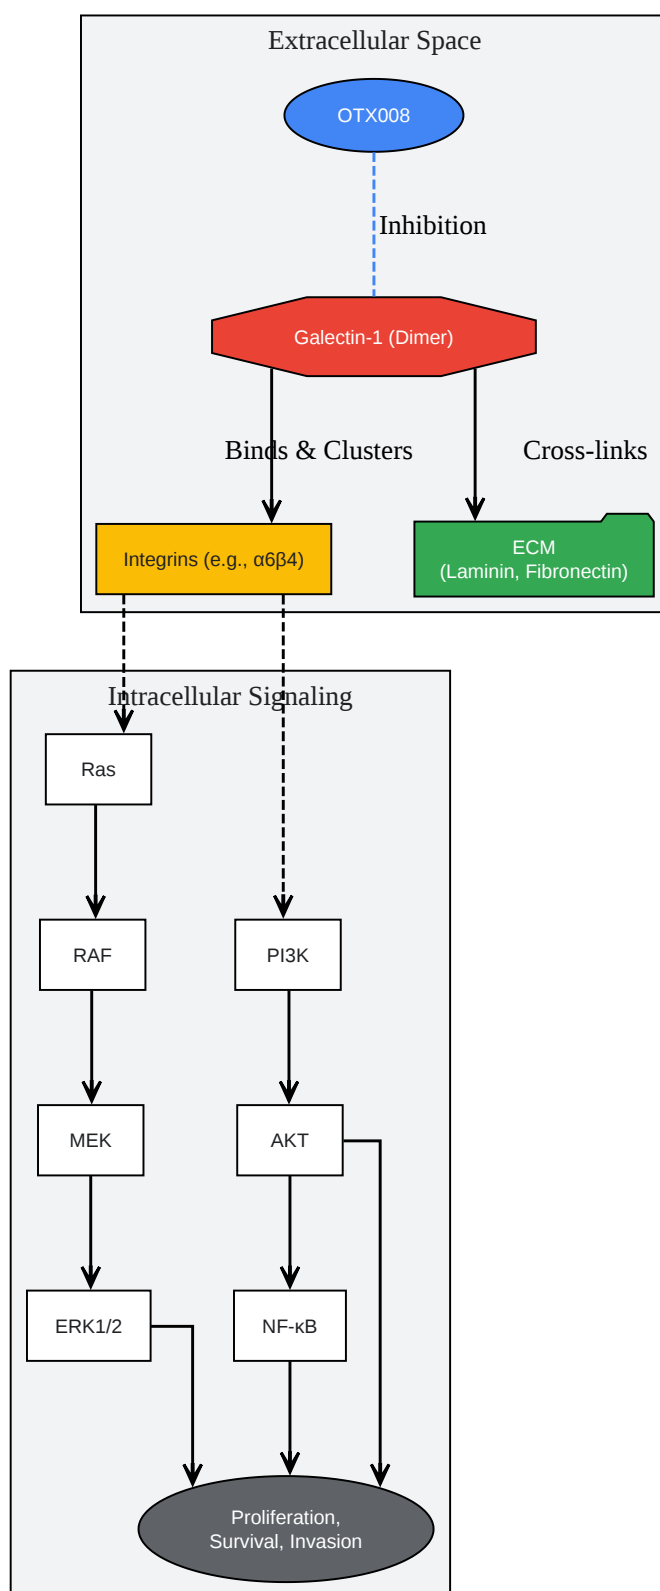 Extracellular Space
OTX008
Inhibition
Galectin-1 (Dimer)
Binds & Clusters
Cross-links
Integrins (e.g., α6β4)
ECM
(Laminin, Fibronectin)
Intracellular Signaling
Ras
RAF
PI3K
MEK
AKT
ERK1/2
NF-κB
Proliferation,
Survival, Invasion